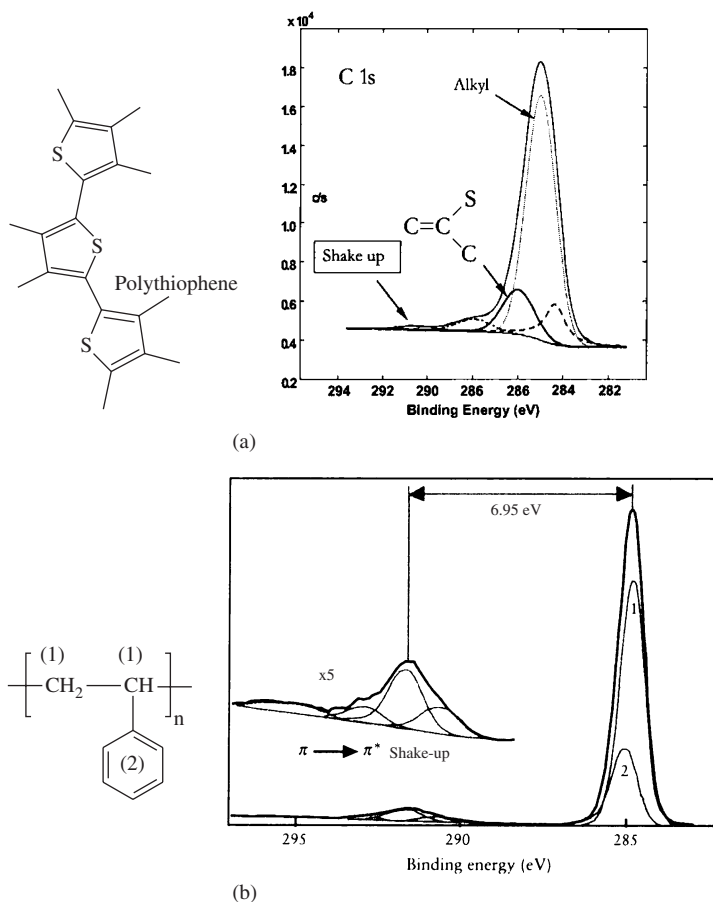 x 10⁴
C 1s
1.8
1.6
1.4
1.2
1.0
0.8
0.6
0.4
0.2
Alkyl
c/s
S
C=C
C
Shake up
294 292 290 288 286 284 282
Binding Energy (eV)
S
S
S
Polythiophene
(a)
6.95 eV
x5
π → π* Shake-up
1
2
295 290 285
Binding energy (eV)
(1) (1)
CH₂ CH
n
(2)
(b)